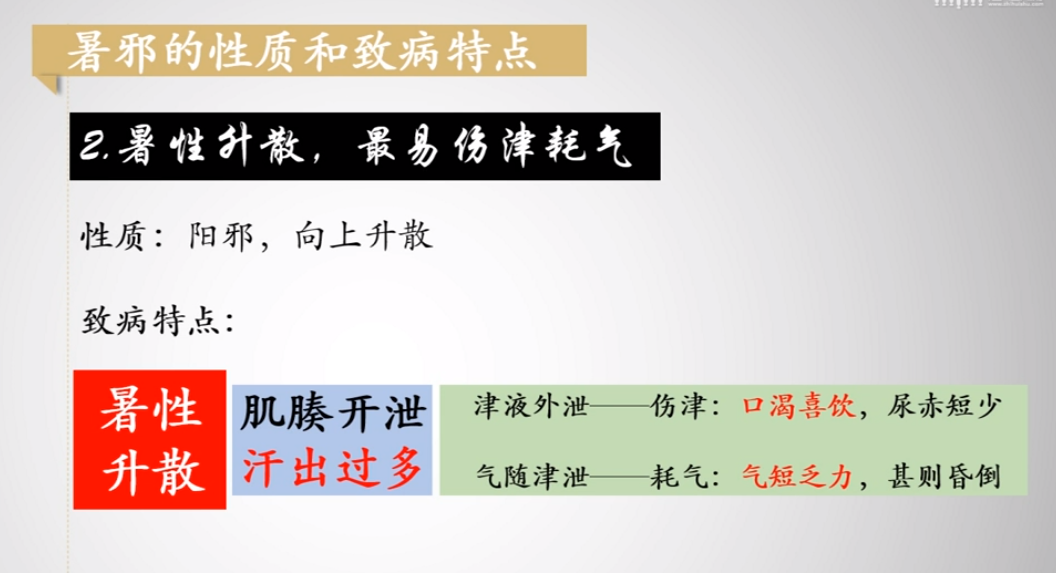 暑邪的性质和致病特点
2.暑性升散，最易伤津耗气
性质：阳邪，向上升散
致病特点：
暑性
升散
肌腠开泄
汗出过多
津液外泄——伤津：口渴喜饮，尿赤短少
气随津泄——耗气：气短乏力，甚则昏倒